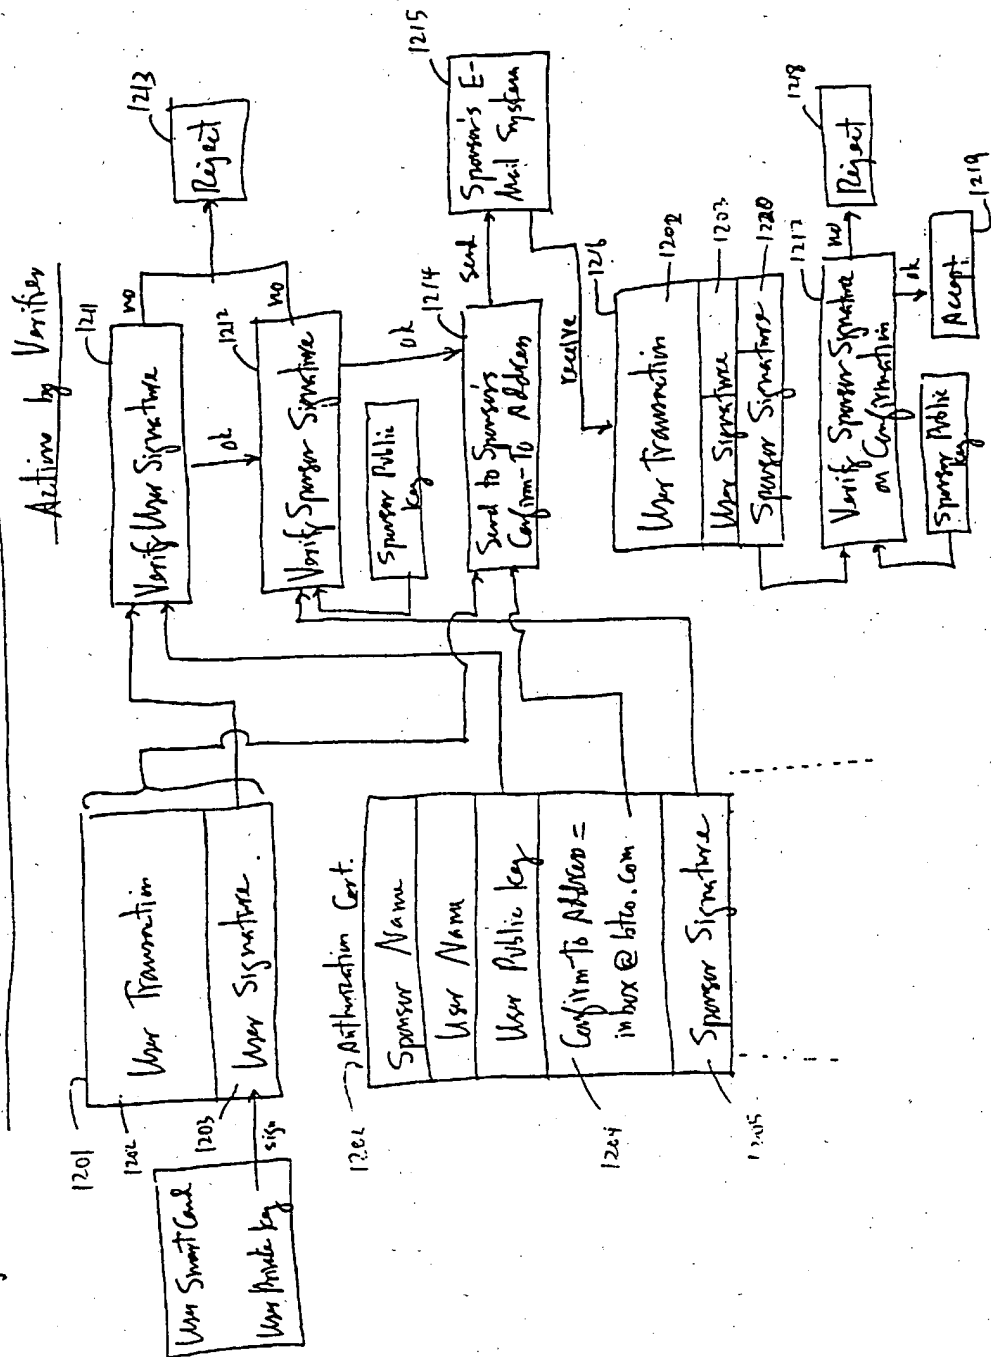 Action by Verifier
User Smart Card
User Private Key
sign
1201
1202
1203
User Transaction
User Signature
Authorization Cert.
Sponsor Name
User Name
User Public Key
Confirm-To Address =
inbox@btco.com
Sponsor Signature
1204
1205
1211
Verify User Signature
no
ok
1212
Verify Sponsor Signature
no
ok
Sponsor Public
Key
1213
Reject
1214
Send to Sponsor's
Confirm-To Address
send
1215
Sponsor's E-
Mail System
receive
1216
User Transaction
1202
User Signature
1203
Sponsor Signature
1220
1217
Verify Sponsor Signature
on Confirmation
no
ok
Sponsor Public
Key
1218
Reject
Accept
1219